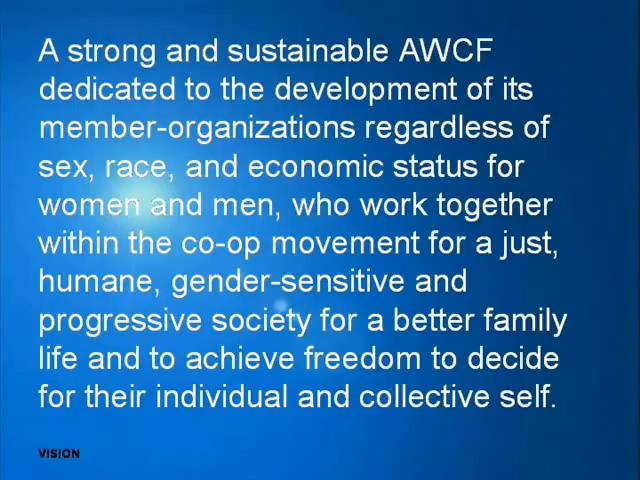 A strong and sustainable AWCF
dedicated to the development of its
member-organizations regardless of
sex, race, and economic status for
women and men, who work together
within the co-op movement for a just,
humane, gender-sensitive and
progressive society for a better family
life and to achieve freedom to decide
for their individual and collective self.
VISION